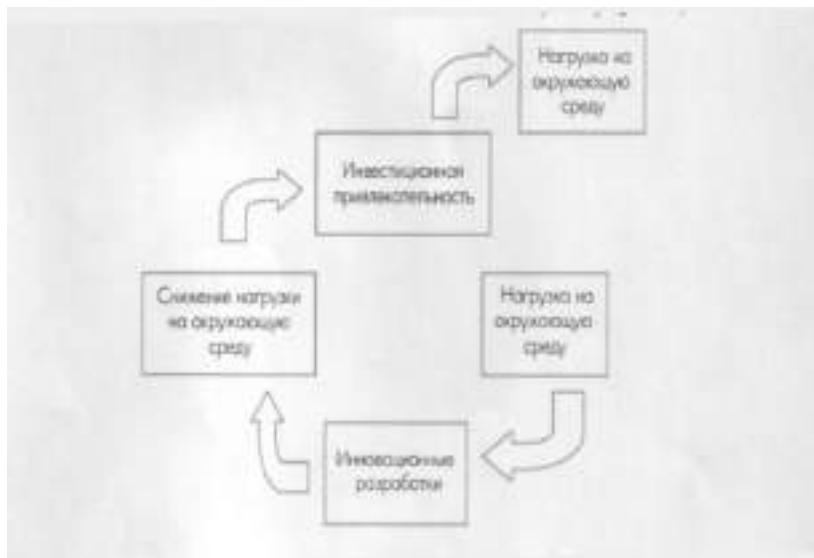 Нагрузка на
окружающую
среду
Инвестиционная
привлекательность
Снижение нагрузки
на окружающую
среду
Нагрузка на
окружающую
среду
Инновационные
разработки